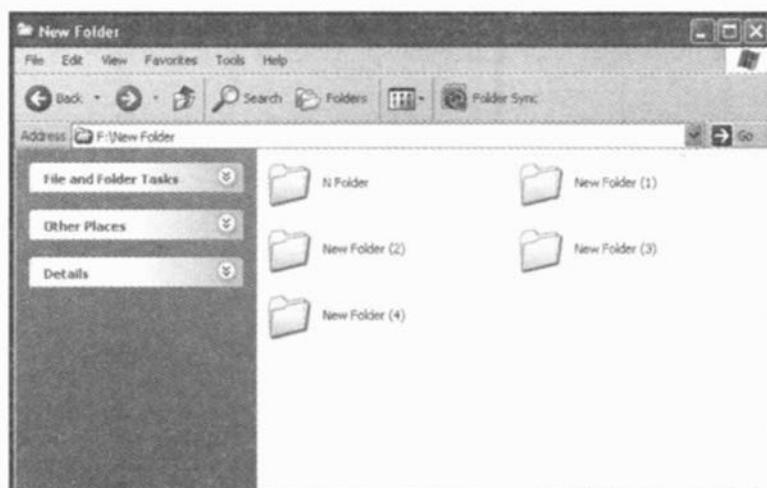 New Folder
File Edit View Favorites Tools Help
Back Search Folders Folder Sync
Address F:\New Folder Go
File and Folder Tasks
Other Places
Details
N Folder New Folder (1)
New Folder (2) New Folder (3)
New Folder (4)